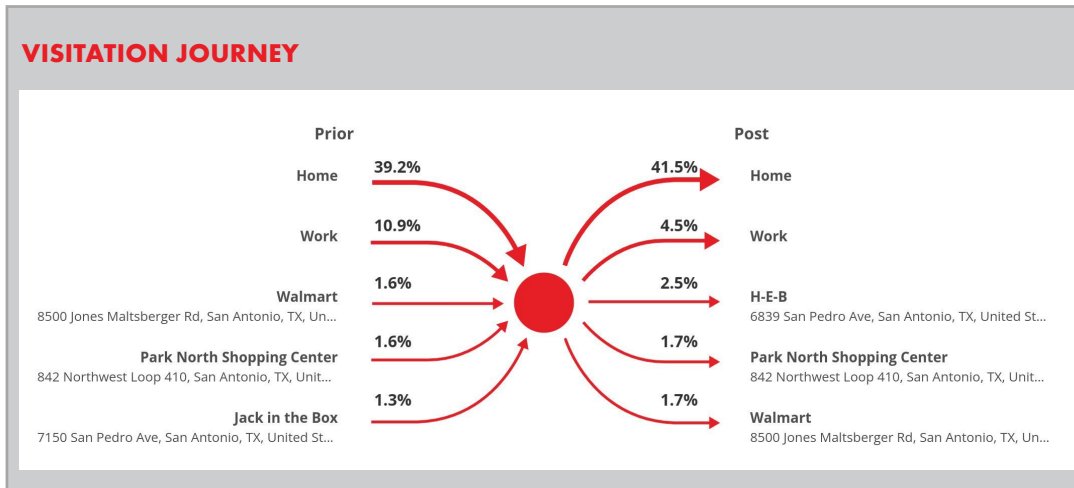 VISITATION JOURNEY
Prior
Post
39.2%
Home
41.5%
Home
10.9%
Work
4.5%
Work
1.6%
Walmart
8500 Jones Maltsberger Rd, San Antonio, TX, Un...
2.5%
H-E-B
6839 San Pedro Ave, San Antonio, TX, United St...
1.6%
Park North Shopping Center
842 Northwest Loop 410, San Antonio, TX, Unit...
1.7%
Park North Shopping Center
842 Northwest Loop 410, San Antonio, TX, Unit...
1.3%
Jack in the Box
7150 San Pedro Ave, San Antonio, TX, United St...
1.7%
Walmart
8500 Jones Maltsberger Rd, San Antonio, TX, Un...